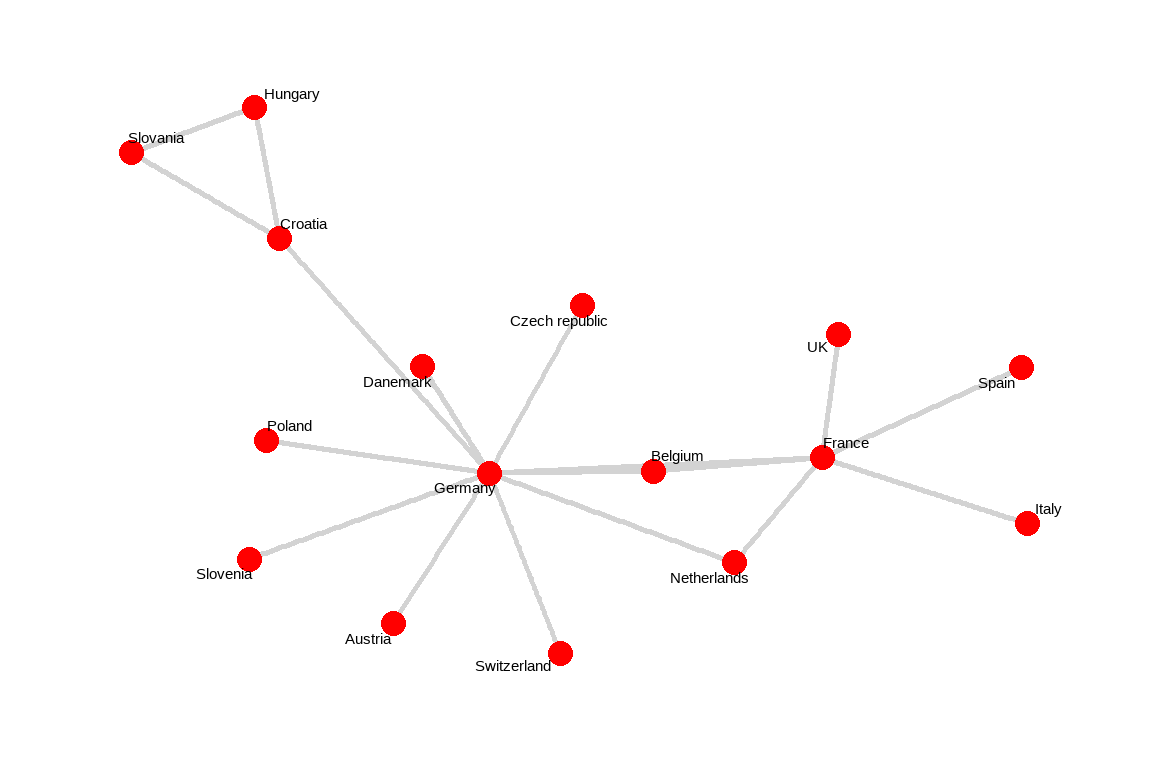 Hungary
Slovania
Croatia
Czech republic
UK
Danemark
Spain
Poland
France
Belgium
Germany
Italy
Slovenia
Netherlands
Austria
Switzerland